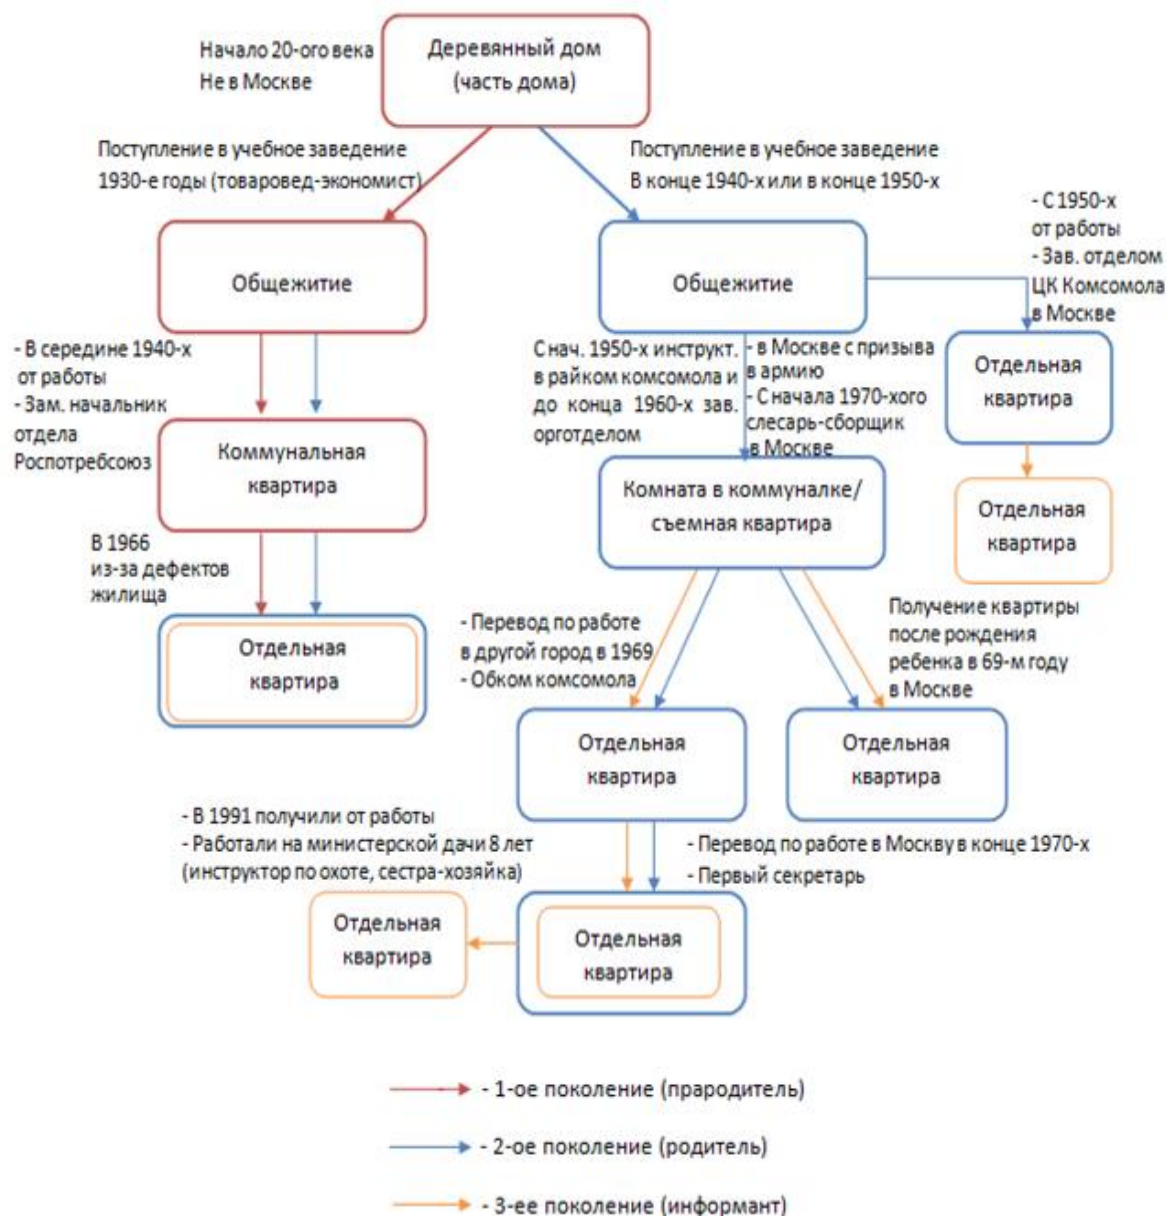 Начало 20-ого века
Не в Москве
Деревянный дом
(часть дома)
Поступление в учебное заведение
1930-е годы (товаровед-экономист)
Поступление в учебное заведение
В конце 1940-х или в конце 1950-х
- С 1950-х
от работы
- Зав. отделом
ЦК Комсомола
в Москве
Общежитие
Общежитие
- В середине 1940-х
от работы
- Зам. начальник
отдела
Роспотребсоюз
С нач. 1950-х инструкт.
в райком комсомола и
до конца 1960-х зав.
орготделом
- в Москве с призыва
в армию
- С начала 1970-хого
слесарь-сборщик
в Москве
Отдельная
квартира
Коммунальная
квартира
Комната в коммуналке/
съемная квартира
Отдельная
квартира
В 1966
из-за дефектов
жилища
Отдельная
квартира
- Перевод по работе
в другой город в 1969
- Обком комсомола
Получение квартиры
после рождения
ребенка в 69-м году
в Москве
Отдельная
квартира
Отдельная
квартира
- В 1991 получили от работы
- Работали на министерской дачи 8 лет
(инструктор по охоте, сестра-хозяйка)
- Перевод по работе в Москву в конце 1970-х
- Первый секретарь
Отдельная
квартира
Отдельная
квартира
- 1-ое поколение (прародитель)
- 2-ое поколение (родитель)
- 3-ее поколение (информант)